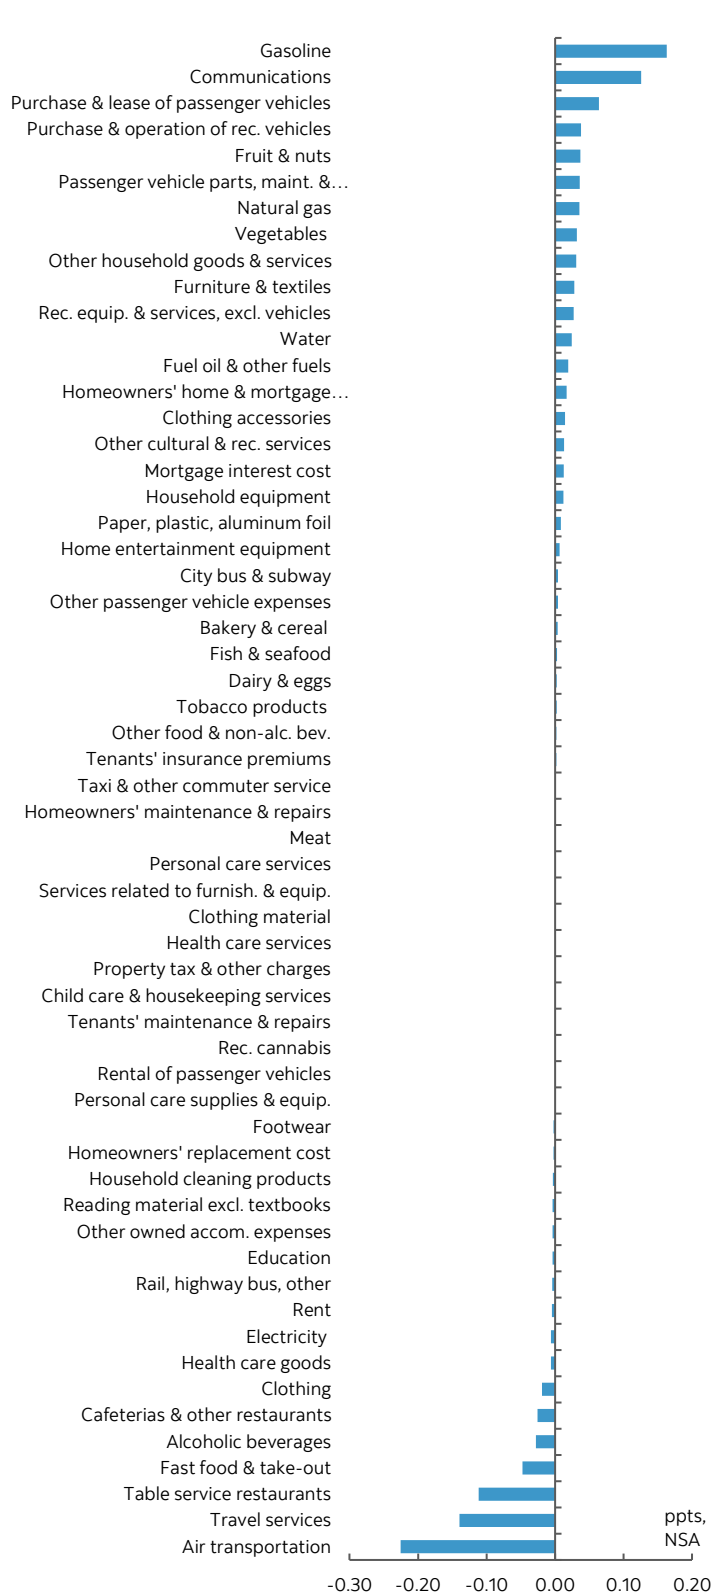 Gasoline
Communications
Purchase & lease of passenger vehicles
Purchase & operation of rec. vehicles
Fruit & nuts
Passenger vehicle parts, maint. &…
Natural gas
Vegetables
Other household goods & services
Furniture & textiles
Rec. equip. & services, excl. vehicles
Water
Fuel oil & other fuels
Homeowners' home & mortgage…
Clothing accessories
Other cultural & rec. services
Mortgage interest cost
Household equipment
Paper, plastic, aluminum foil
Home entertainment equipment
City bus & subway
Other passenger vehicle expenses
Bakery & cereal
Fish & seafood
Dairy & eggs
Tobacco products
Other food & non-alc. bev.
Tenants' insurance premiums
Taxi & other commuter service
Homeowners' maintenance & repairs
Meat
Personal care services
Services related to furnish. & equip.
Clothing material
Health care services
Property tax & other charges
Child care & housekeeping services
Tenants' maintenance & repairs
Rec. cannabis
Rental of passenger vehicles
Personal care supplies & equip.
Footwear
Homeowners' replacement cost
Household cleaning products
Reading material excl. textbooks
Other owned accom. expenses
Education
Rail, highway bus, other
Rent
Electricity
Health care goods
Clothing
Cafeterias & other restaurants
Alcoholic beverages
Fast food & take-out
Table service restaurants
Travel services
Air transportation
ppts,
NSA
-0.30 -0.20 -0.10 0.00 0.10 0.20